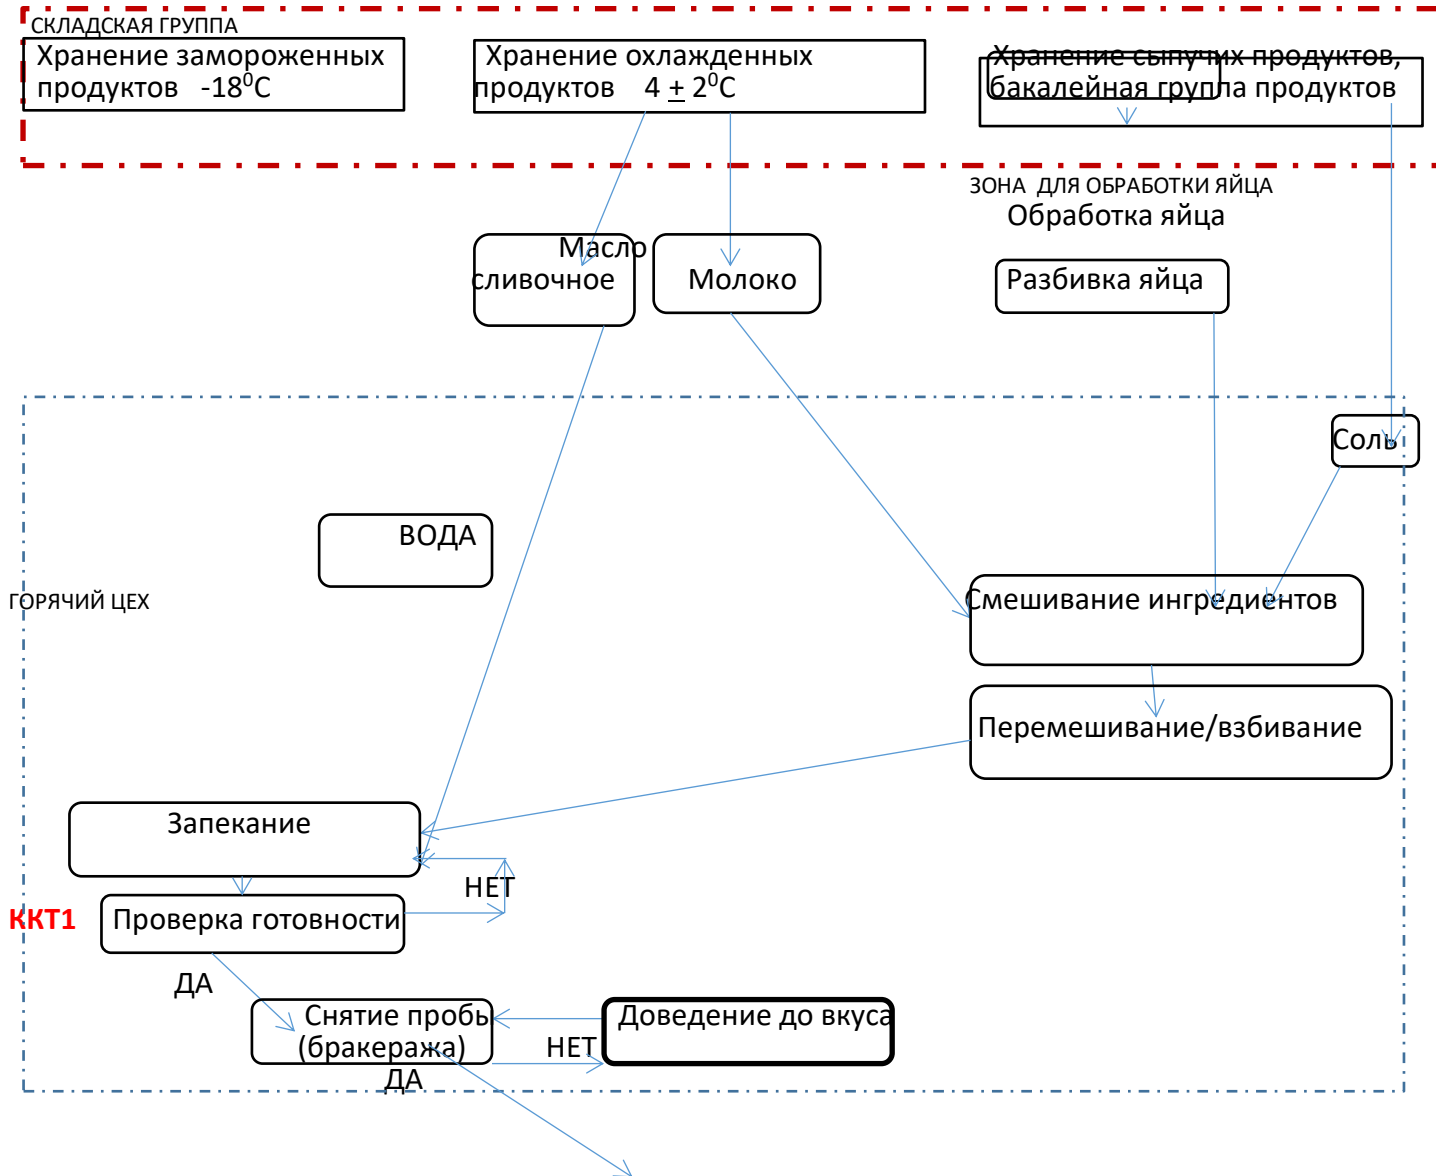 СКЛАДСКАЯ ГРУППА
Хранение замороженных
продуктов -18⁰С
Хранение охлажденных
продуктов 4 ± 2⁰С
Хранение сыпучих продуктов,
бакалейная группа продуктов
ЗОНА ДЛЯ ОБРАБОТКИ ЯЙЦА
Обработка яйца
Масло
сливочное
Молоко
Разбивка яйца
Соль
ВОДА
ГОРЯЧИЙ ЦЕХ
Смешивание ингредиентов
Перемешивание/взбивание
Запекание
НЕТ
ККТ1
Проверка готовности
ДА
Снятие пробы
(бракеража)
НЕТ
Доведение до вкуса
ДА